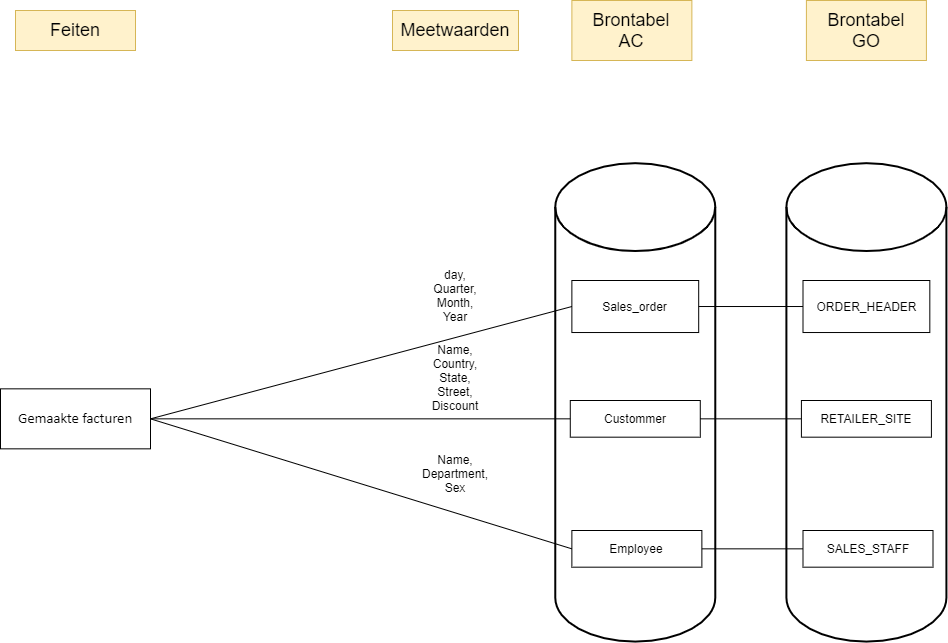 Feiten
Meetwaarden
Brontabel
AC
Brontabel
GO
day,
Quarter,
Month,
Year
Sales_order
ORDER_HEADER
Name,
Country,
State,
Street,
Discount
Gemaakte facturen
Custommer
RETAILER_SITE
Name,
Department,
Sex
Employee
SALES_STAFF